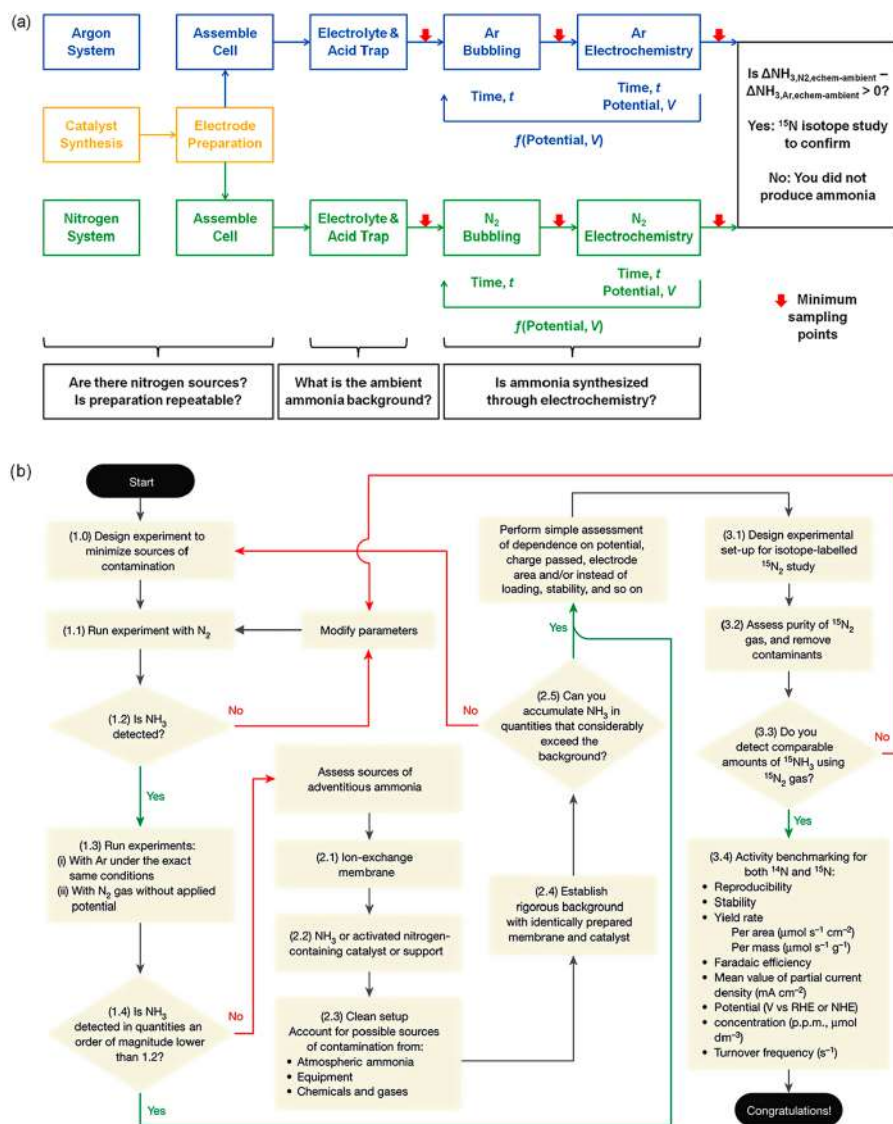 (a)
Argon
System
Assemble
Cell
Electrolyte &
Acid Trap
Ar
Bubbling
Ar
Electrochemistry
Time, t
Time, t
Potential, V
f(Potential, V)
Catalyst
Synthesis
Electrode
Preparation
Nitrogen
System
Assemble
Cell
Electrolyte &
Acid Trap
N2
Bubbling
N2
Electrochemistry
Time, t
Time, t
Potential, V
f(Potential, V)
Is ΔNH3,N2,echem-ambient –
ΔNH3,Ar,echem-ambient > 0?
Yes: 15N isotope study
to confirm
No: You did not
produce ammonia
Minimum
sampling
points
Are there nitrogen sources?
Is preparation repeatable?
What is the ambient
ammonia background?
Is ammonia synthesized
through electrochemistry?
(b)
Start
(1.0) Design experiment to
minimize sources of
contamination
(1.1) Run experiment with N2
Modify parameters
(1.2) Is NH3
detected?
No
Yes
(1.3) Run experiments:
(i) With Ar under the exact
same conditions
(ii) With N2 gas without applied
potential
(1.4) Is NH3
detected in quantities an
order of magnitude lower
than 1.2?
No
Yes
Assess sources of
adventitious ammonia
(2.1) Ion-exchange
membrane
(2.2) NH3 or activated nitrogen-
containing catalyst or support
(2.3) Clean setup
Account for possible sources
of contamination from:
• Atmospheric ammonia
• Equipment
• Chemicals and gases
(2.4) Establish
rigorous background
with identically prepared
membrane and catalyst
(2.5) Can you
accumulate NH3 in
quantities that considerably
exceed the
background?
No
Yes
Perform simple assessment
of dependence on potential,
charge passed, electrode
area and/or instead of
loading, stability, and so on
(3.1) Design experimental
set-up for isotope-labelled
15N2 study
(3.2) Assess purity of 15N2
gas, and remove
contaminants
(3.3) Do you
detect comparable
amounts of 15NH3 using
15N2 gas?
No
Yes
(3.4) Activity benchmarking for
both 14N and 15N:
• Reproducibility
• Stability
• Yield rate
Per area (μmol s–1 cm–2)
Per mass (μmol s–1 g–1)
• Faradaic efficiency
• Mean value of partial current
density (mA cm–2)
• Potential (V vs RHE or NHE)
• concentration (p.p.m., μmol
dm–3)
• Turnover frequency (s–1)
Congratulations!